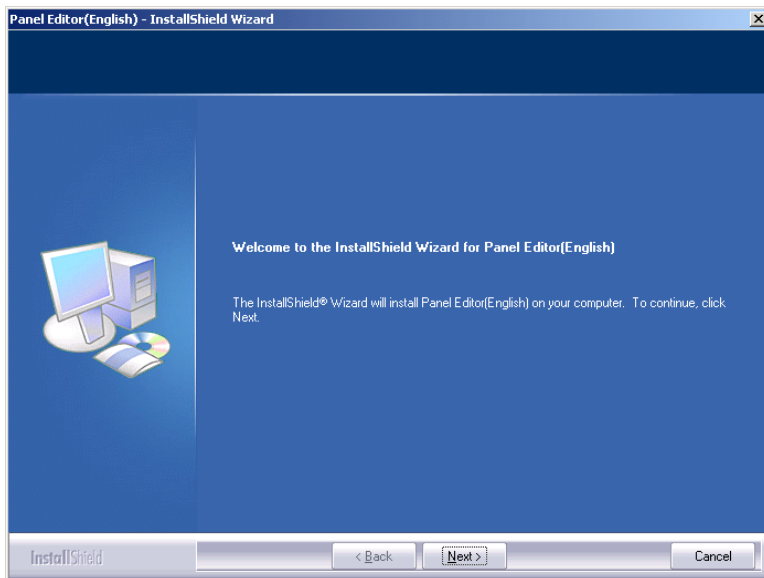 Panel Editor(English) - InstallShield Wizard
Welcome to the InstallShield Wizard for Panel Editor(English)
The InstallShield® Wizard will install Panel Editor(English) on your computer. To continue, click
Next.
InstallShield
< Back
Next >
Cancel